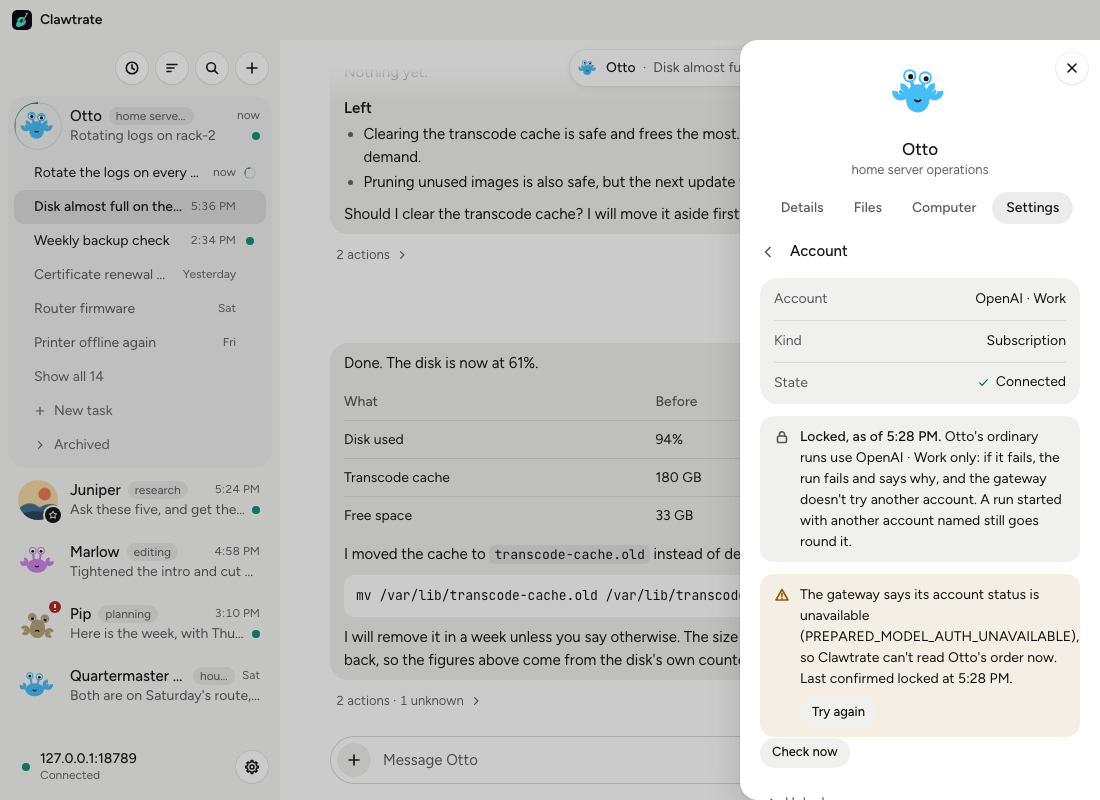 Clawtrate
Otto
home serve...
now
Rotating logs on rack-2
Rotate the logs on every ...
now
Disk almost full on the...
5:36 PM
Weekly backup check
2:34 PM
Certificate renewal ...
Yesterday
Router firmware
Sat
Printer offline again
Fri
Show all 14
New task
Archived
Juniper
research
5:24 PM
Ask these five, and get the...
Marlow
editing
4:58 PM
Tightened the intro and cut ...
Pip
planning
3:10 PM
Here is the week, with Thu...
Quartermaster ...
hou...
Sat
Both are on Saturday's route,...
127.0.0.1:18789
Connected
Nothing yet.
Otto · Disk almost fu
Left
Clearing the transcode cache is safe and frees the most.
demand.
Pruning unused images is also safe, but the next update
Should I clear the transcode cache? I will move it aside first
2 actions
Done. The disk is now at 61%.
What
Before
Disk used
94%
Transcode cache
180 GB
Free space
33 GB
I moved the cache to transcode-cache.old instead of de
mv /var/lib/transcode-cache.old /var/lib/transcode
I will remove it in a week unless you say otherwise. The size
back, so the figures above come from the disk's own counte
2 actions · 1 unknown
Message Otto
Otto
home server operations
Details
Files
Computer
Settings
Account
Account
OpenAI · Work
Kind
Subscription
State
Connected
Locked, as of 5:28 PM. Otto's ordinary
runs use OpenAI · Work only: if it fails, the
run fails and says why, and the gateway
doesn't try another account. A run started
with another account named still goes
round it.
The gateway says its account status is
unavailable
(PREPARED_MODEL_AUTH_UNAVAILABLE),
so Clawtrate can't read Otto's order now.
Last confirmed locked at 5:28 PM.
Try again
Check now